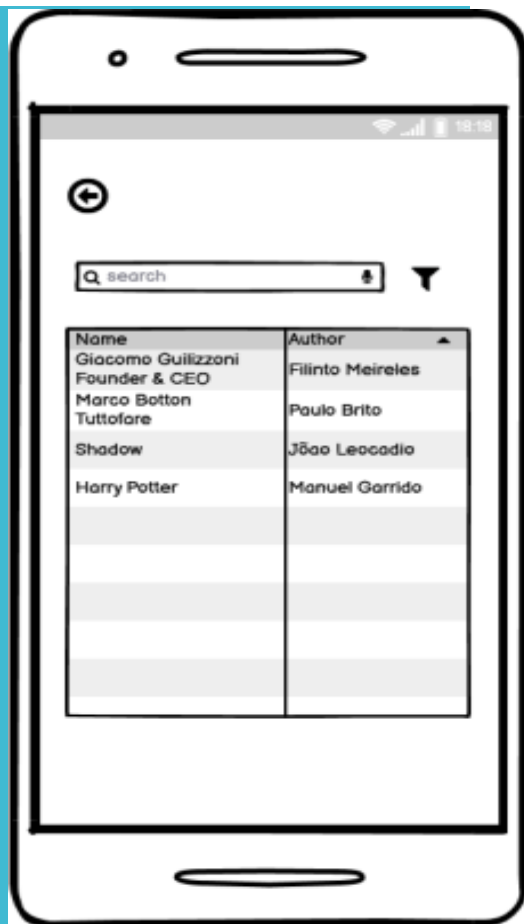 18:18
search
Name Author
Giacomo Guilizzoni
Founder & CEO
Filinto Meireles
Marco Botton
Tuttofare
Paulo Brito
Shadow
Jõao Leocadio
Harry Potter
Manuel Garrido